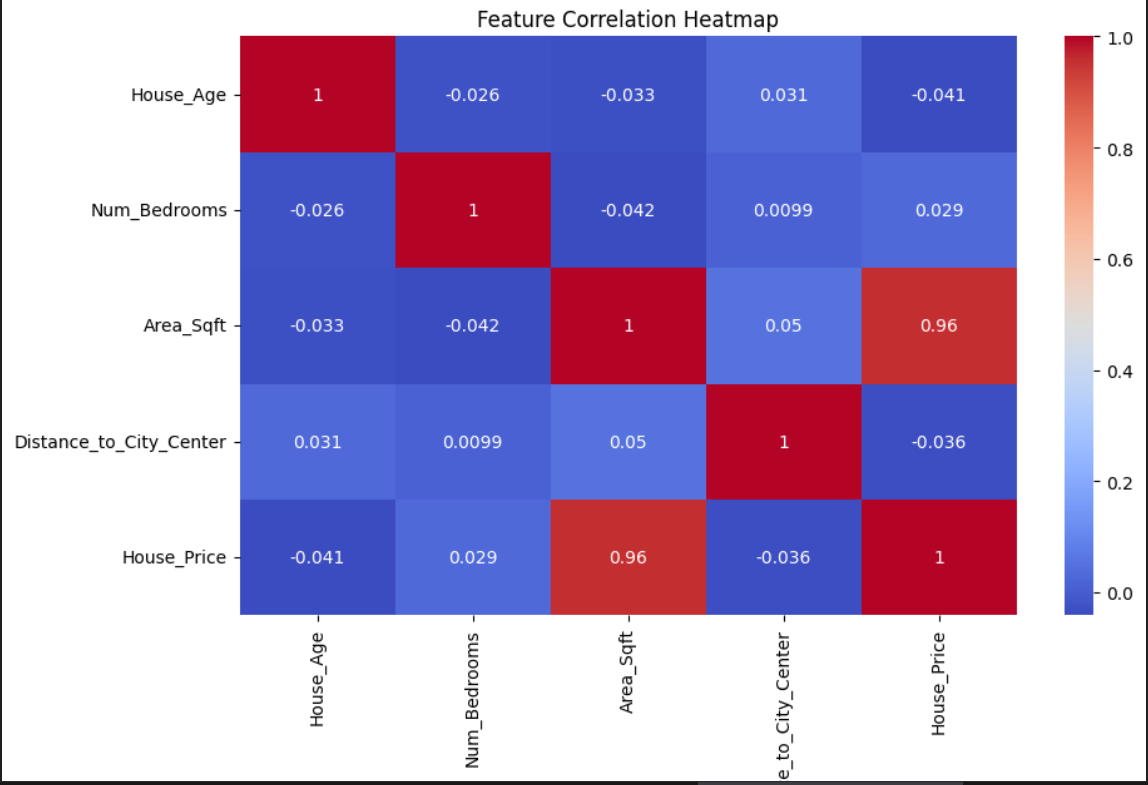 Feature Correlation Heatmap
House_Age 1 -0.026 -0.033 0.031 -0.041
Num_Bedrooms -0.026 1 -0.042 0.0099 0.029
Area_Sqft -0.033 -0.042 1 0.05 0.96
Distance_to_City_Center 0.031 0.0099 0.05 1 -0.036
House_Price -0.041 0.029 0.96 -0.036 1
House_Age
Num_Bedrooms
Area_Sqft
e_to_City_Center
House_Price
1.0
0.8
0.6
0.4
0.2
0.0